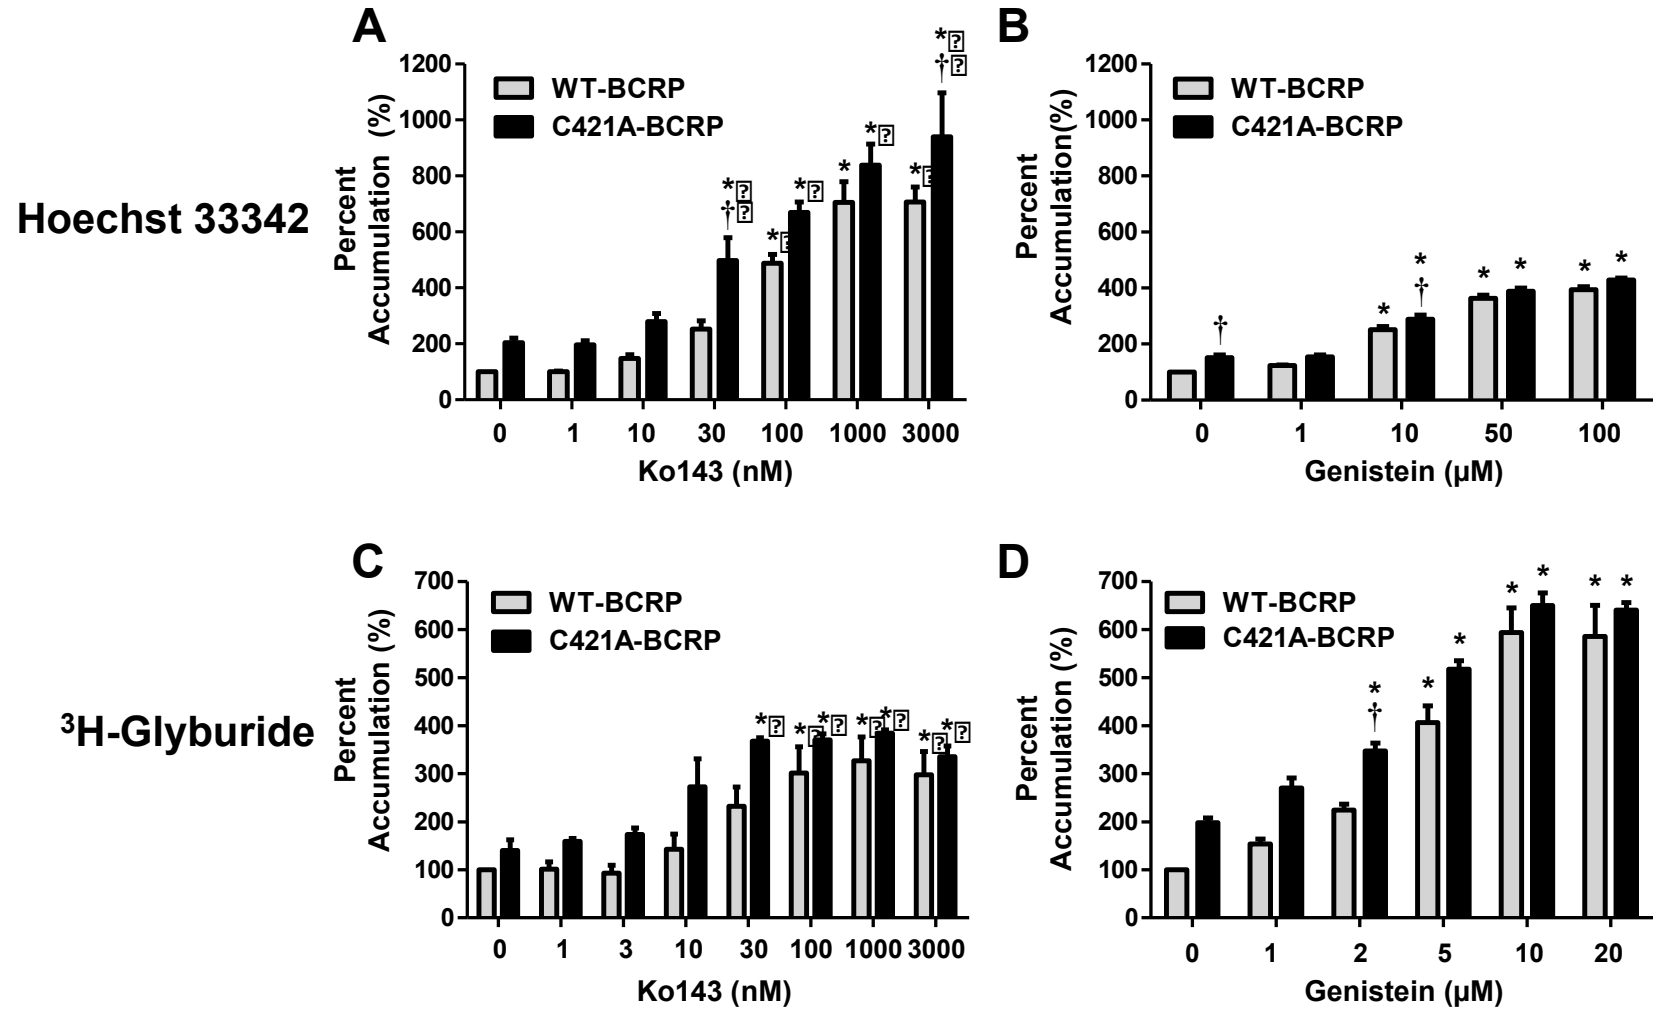 A
1200
1000
800
600
400
200
0
Percent
Accumulation (%)
WT-BCRP
C421A-BCRP
*⍰
†⍰
*⍰
*
*⍰
*⍰
*⍰
*⍰
†⍰
0 1 10 30 100 1000 3000
Ko143 (nM)
Hoechst 33342
B
1200
1000
800
600
400
200
0
Percent
Accumulation(%)
WT-BCRP
C421A-BCRP
†
*
*
†
*
*
*
*
0 1 10 50 100
Genistein (µM)
C
700
600
500
400
300
200
100
0
Percent
Accumulation (%)
WT-BCRP
C421A-BCRP
*⍰
*⍰
*⍰
*⍰
*⍰
*⍰
*⍰
0 1 3 10 30 100 1000 3000
Ko143 (nM)
³H-Glyburide
D
700
600
500
400
300
200
100
0
Percent
Accumulation (%)
WT-BCRP
C421A-BCRP
*
†
*
*
*
*
*
*
0 1 2 5 10 20
Genistein (µM)